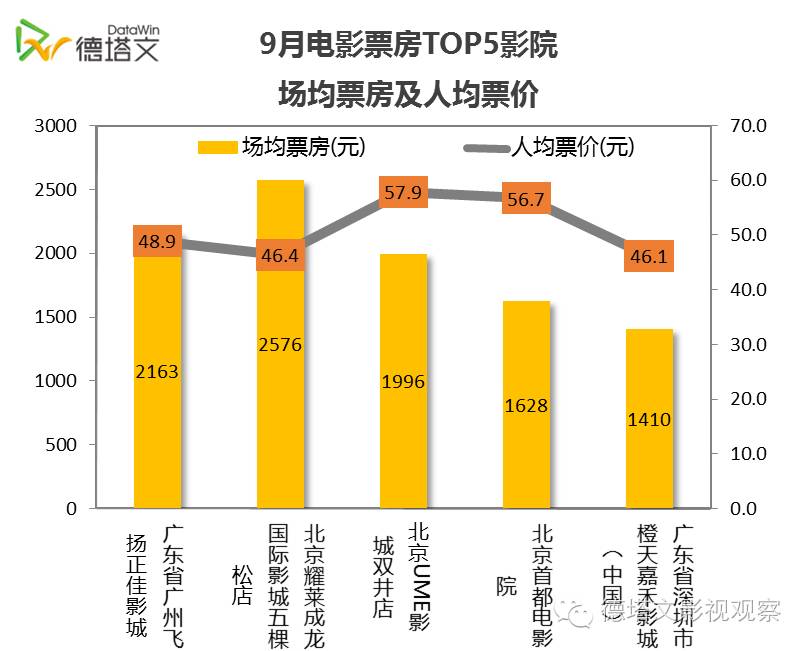 DataWin
德塔文
9月电影票房TOP5影院
场均票房及人均票价
场均票房(元)
人均票价(元)
3000
2500
2000
1500
1000
500
0
70.0
60.0
50.0
40.0
30.0
20.0
10.0
0.0
48.9
46.4
57.9
56.7
46.1
2163
2576
1996
1628
1410
广东省广州飞
扬正佳影城
北京耀莱成龙
国际影城五棵
松店
北京UME影
城双井店
北京首都电影
院
广东省深圳市
橙天嘉禾影城
（中国）
德塔文影视观察